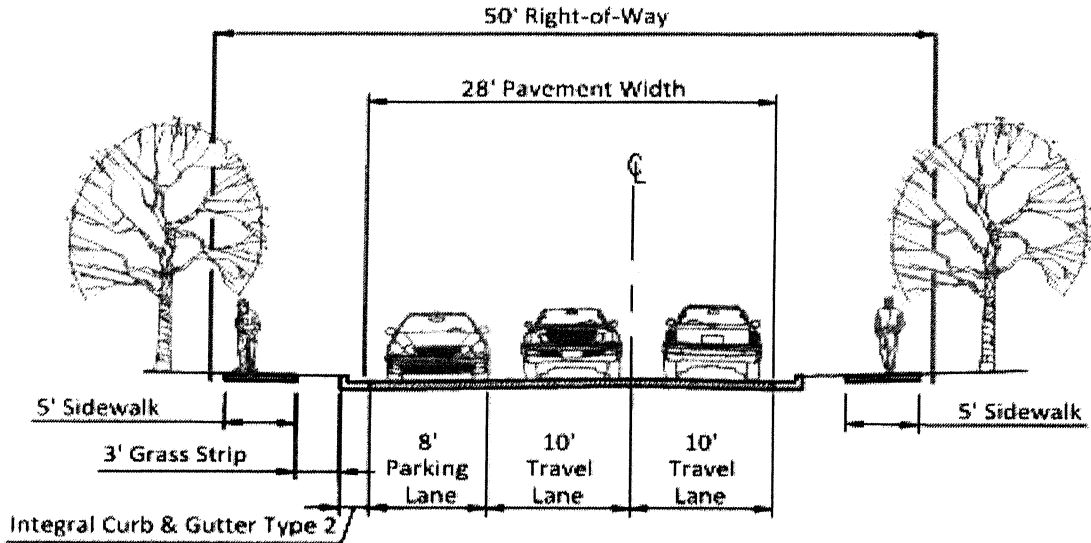 50' Right-of-Way
28' Pavement Width
℄
5' Sidewalk
5' Sidewalk
3' Grass Strip
8'
Parking
Lane
10'
Travel
Lane
10'
Travel
Lane
Integral Curb & Gutter Type 2